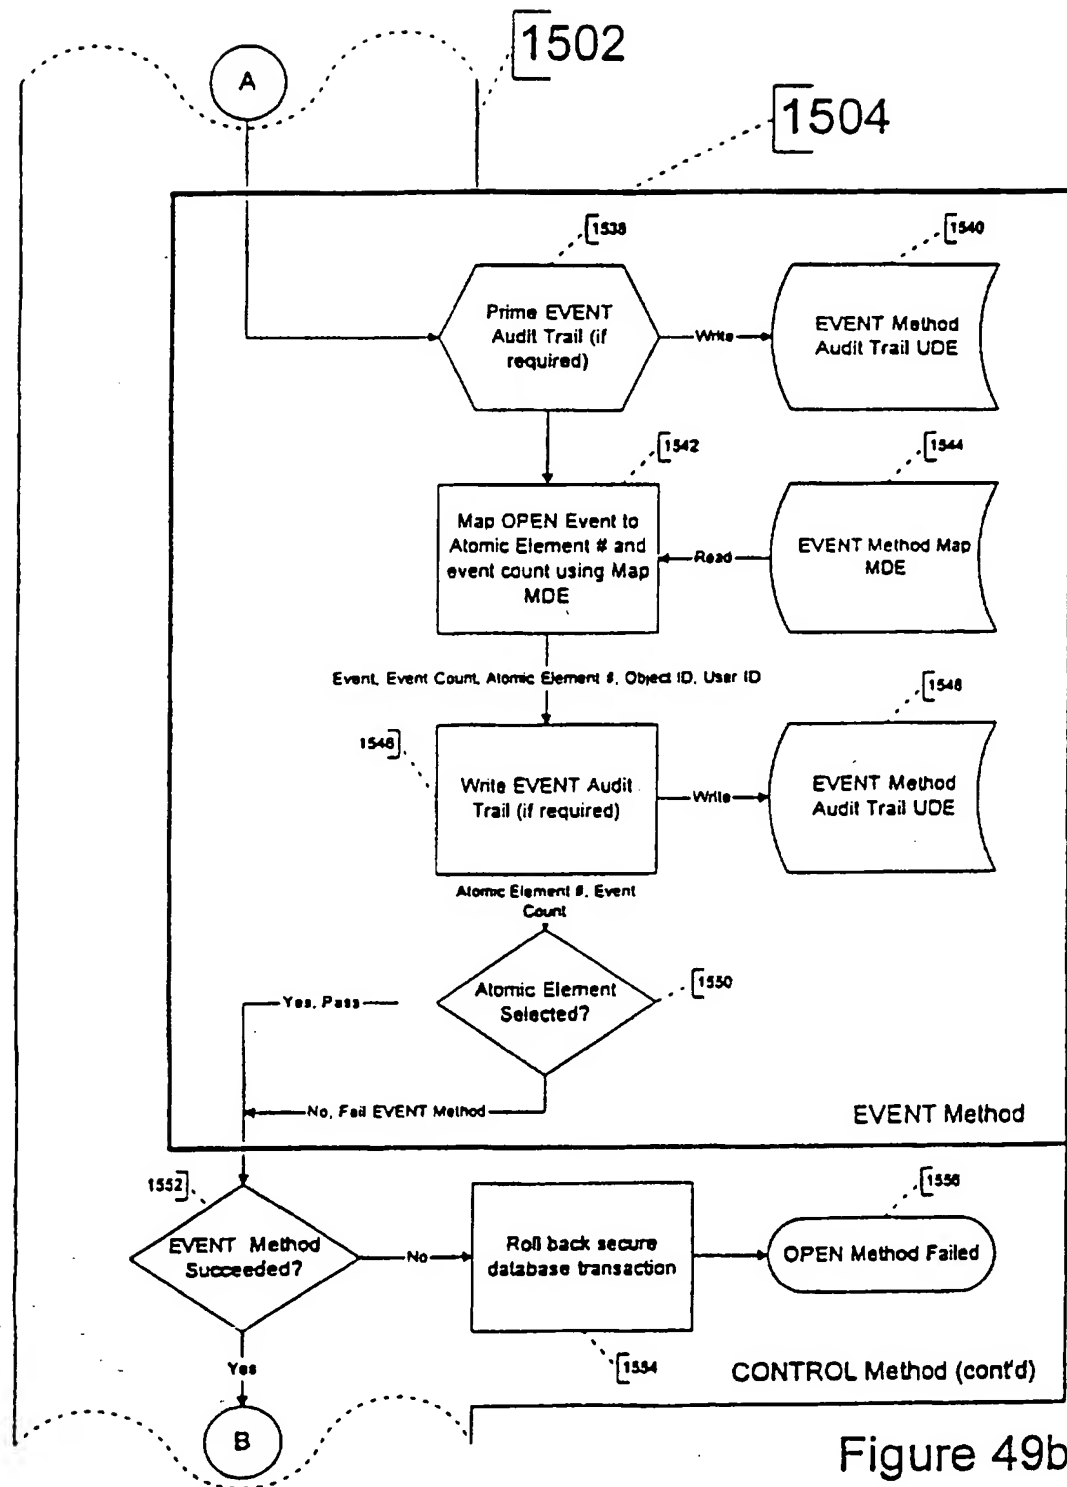 1502
A
1504
1538
1540
Prime EVENT
Audit Trail (if
required)
Write
EVENT Method
Audit Trail UDE
1542
1544
Map OPEN Event to
Atomic Element # and
event count using Map
MDE
Read
EVENT Method Map
MDE
Event, Event Count, Atomic Element #, Object ID, User ID
1546
1548
Write EVENT Audit
Trail (if required)
Write
EVENT Method
Audit Trail UDE
Atomic Element #, Event
Count
1550
Atomic Element
Selected?
Yes, Pass
No, Fail EVENT Method
EVENT Method
1552
1556
EVENT Method
Succeeded?
No
Roll back secure
database transaction
OPEN Method Failed
Yes
1554
CONTROL Method (cont'd)
B
Figure 49b